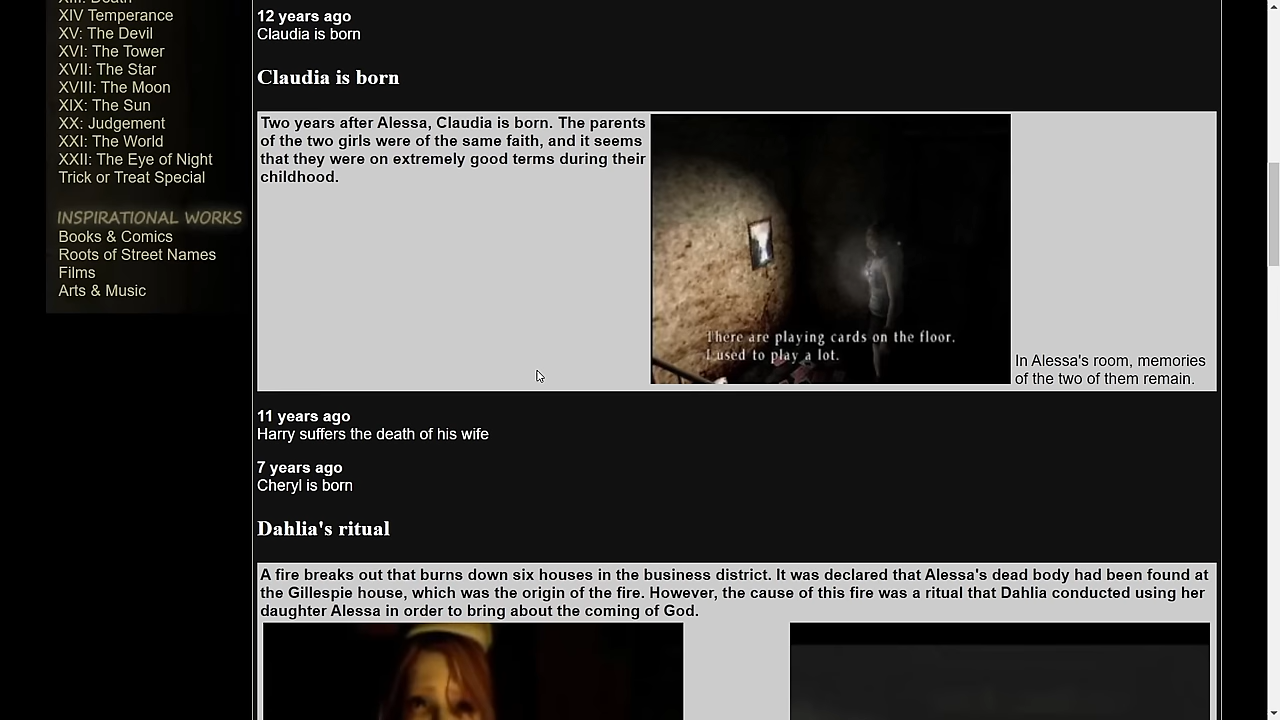 XIV Temperance
XV: The Devil
XVI: The Tower
XVII: The Star
XVIII: The Moon
XIX: The Sun
XX: Judgement
XXI: The World
XXII: The Eye of Night
Trick or Treat Special
INSPIRATIONAL WORKS
Books & Comics
Roots of Street Names
Films
Arts & Music
12 years ago
Claudia is born
Claudia is born
Two years after Alessa, Claudia is born. The parents
of the two girls were of the same faith, and it seems
that they were on extremely good terms during their
childhood.
There are playing cards on the floor.
I used to play a lot.
In Alessa's room, memories
of the two of them remain.
11 years ago
Harry suffers the death of his wife
7 years ago
Cheryl is born
Dahlia's ritual
A fire breaks out that burns down six houses in the business district. It was declared that Alessa's dead body had been found at
the Gillespie house, which was the origin of the fire. However, the cause of this fire was a ritual that Dahlia conducted using her
daughter Alessa in order to bring about the coming of God.